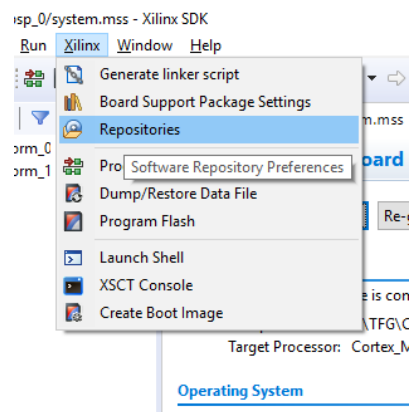 bsp_0/system.mss - Xilinx SDK
Run Xilinx Window Help
Generate linker script
Board Support Package Settings
m.mss
Repositories
orm_0
orm_1
Pro
Software Repository Preferences
oard
Dump/Restore Data File
Program Flash
Re-g
Launch Shell
XSCT Console
e is con
Create Boot Image
\TFG\C
Target Processor: Cortex_M
Operating System